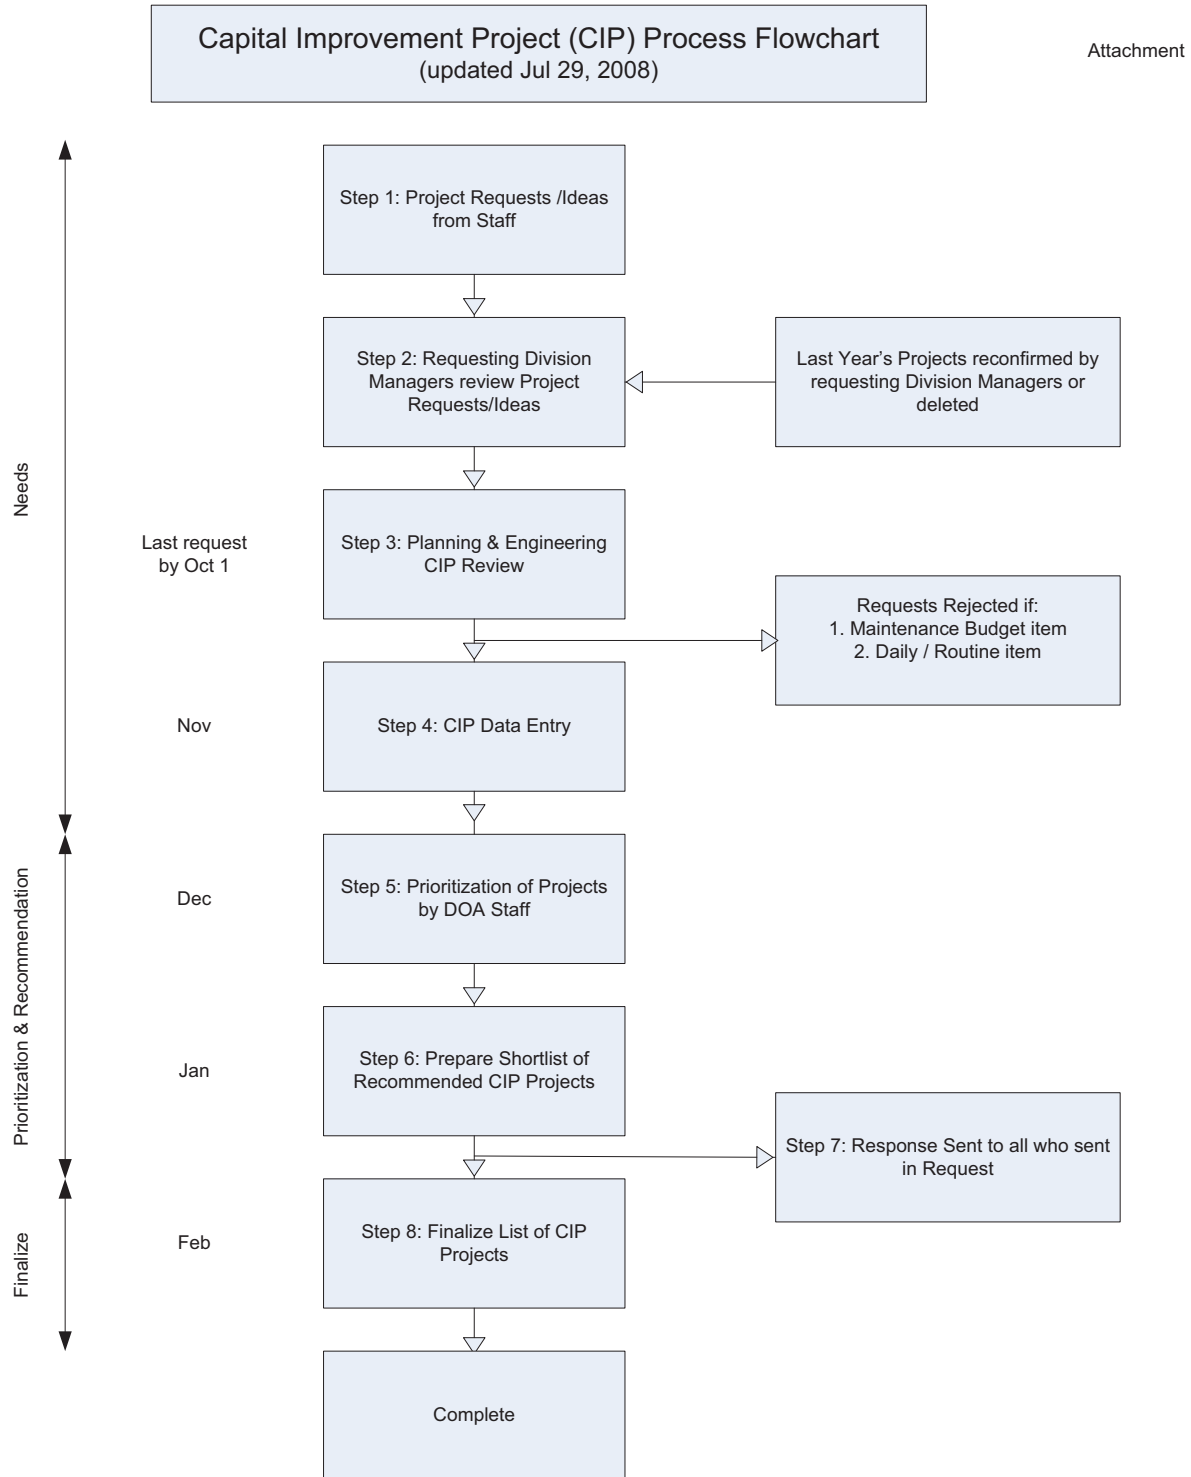 Capital Improvement Project (CIP) Process Flowchart
(updated Jul 29, 2008)
Attachment
Step 1: Project Requests /Ideas
from Staff
Step 2: Requesting Division
Managers review Project
Requests/Ideas
Last Year’s Projects reconfirmed by
requesting Division Managers or
deleted
Needs
Last request
by Oct 1
Step 3: Planning & Engineering
CIP Review
Requests Rejected if:
1. Maintenance Budget item
2. Daily / Routine item
Nov
Step 4: CIP Data Entry
Prioritization & Recommendation
Dec
Step 5: Prioritization of Projects
by DOA Staff
Jan
Step 6: Prepare Shortlist of
Recommended CIP Projects
Step 7: Response Sent to all who sent
in Request
Finalize
Feb
Step 8: Finalize List of CIP
Projects
Complete